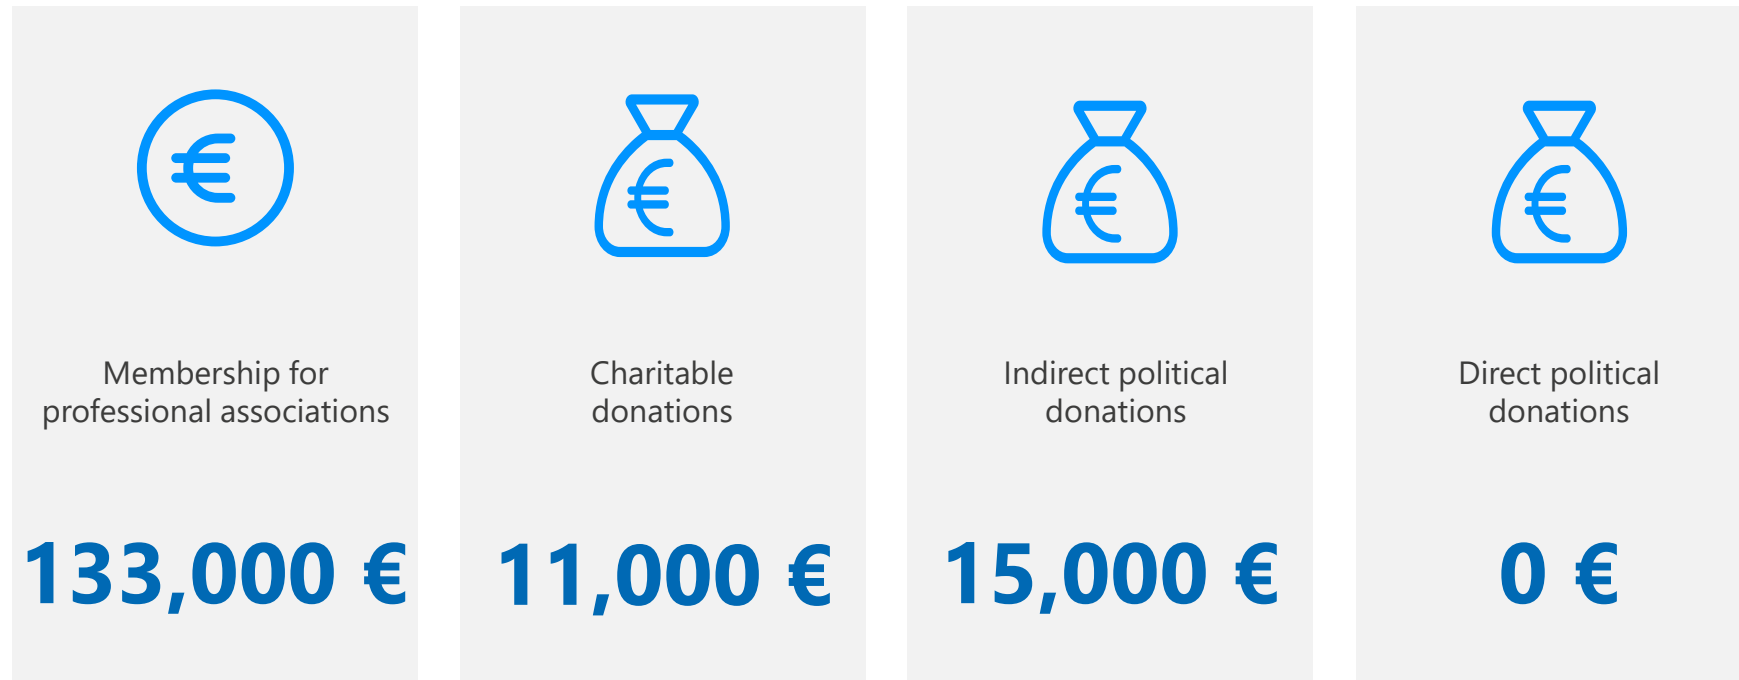 Membership for
professional associations
133,000 €
Charitable
donations
11,000 €
Indirect political
donations
15,000 €
Direct political
donations
0 €